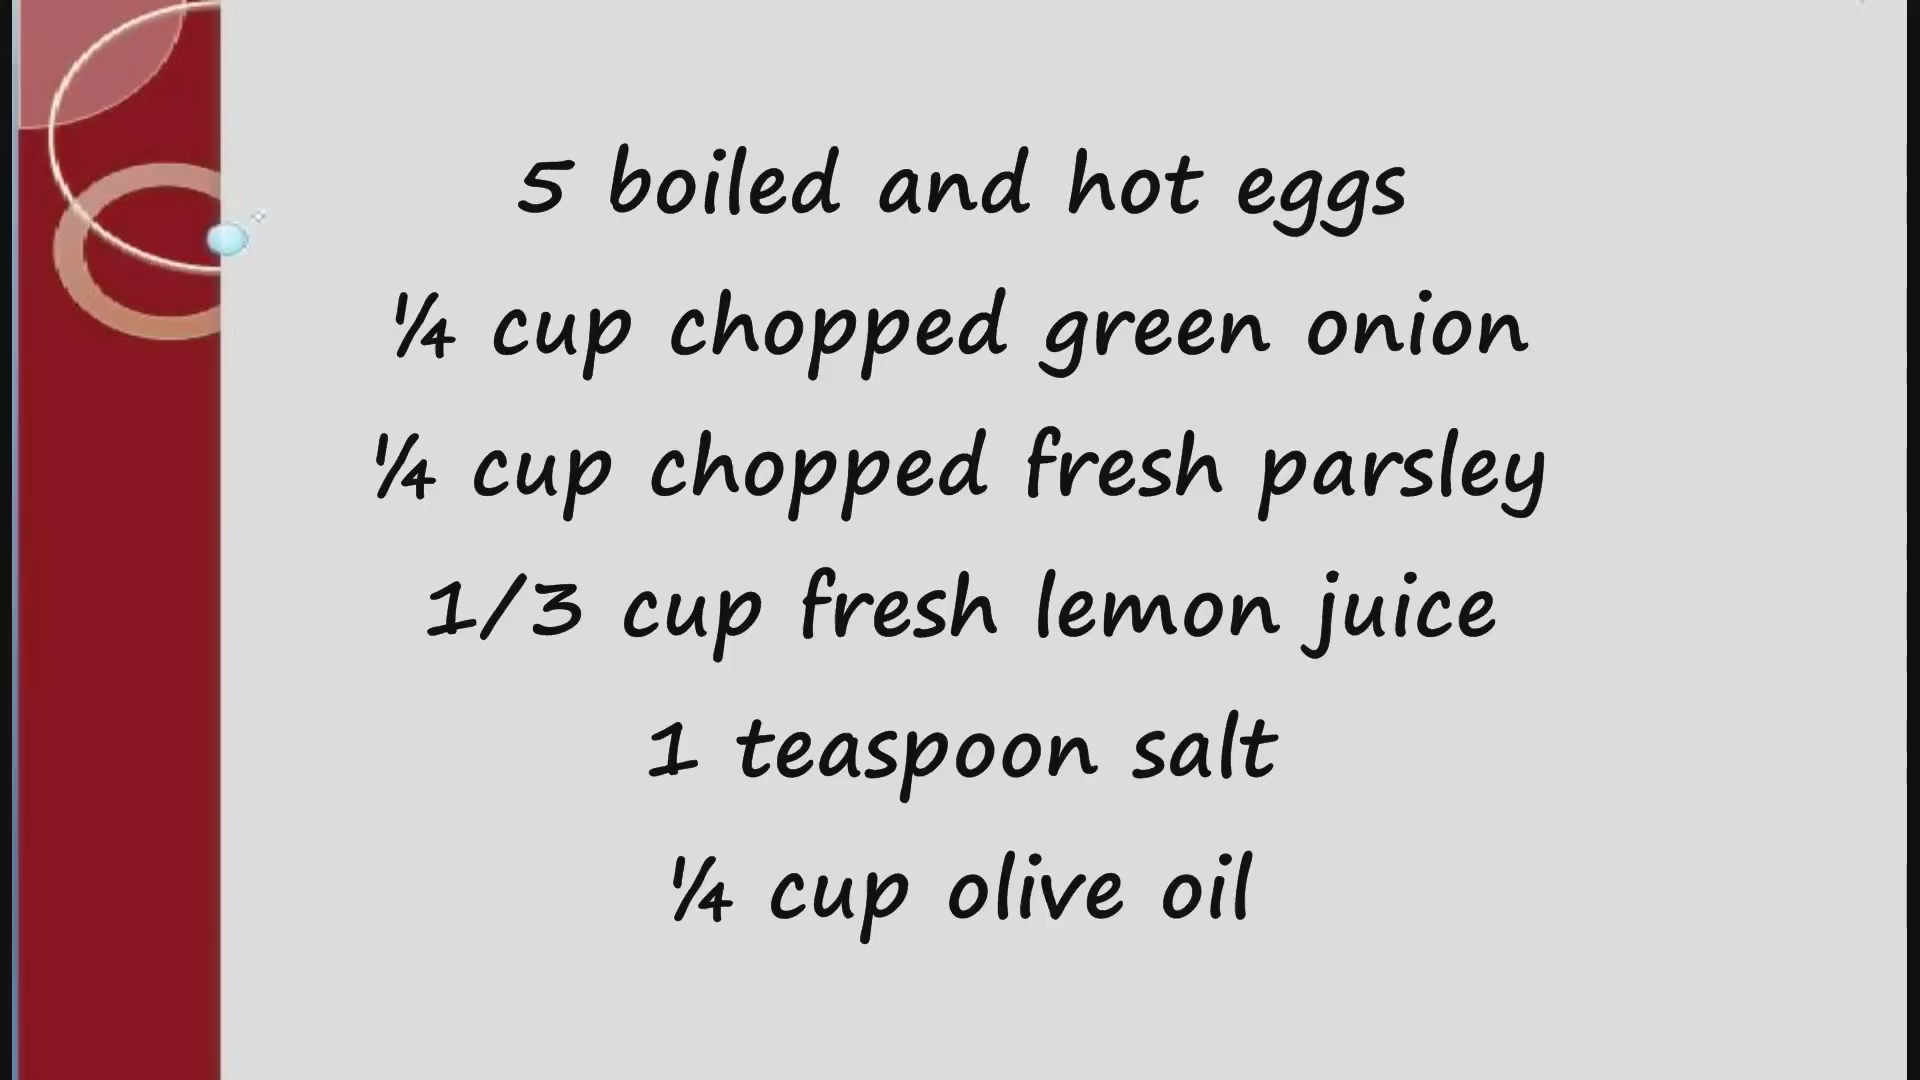 5 boiled and hot eggs
¼ cup chopped green onion
¼ cup chopped fresh parsley
1/3 cup fresh lemon juice
1 teaspoon salt
¼ cup olive oil